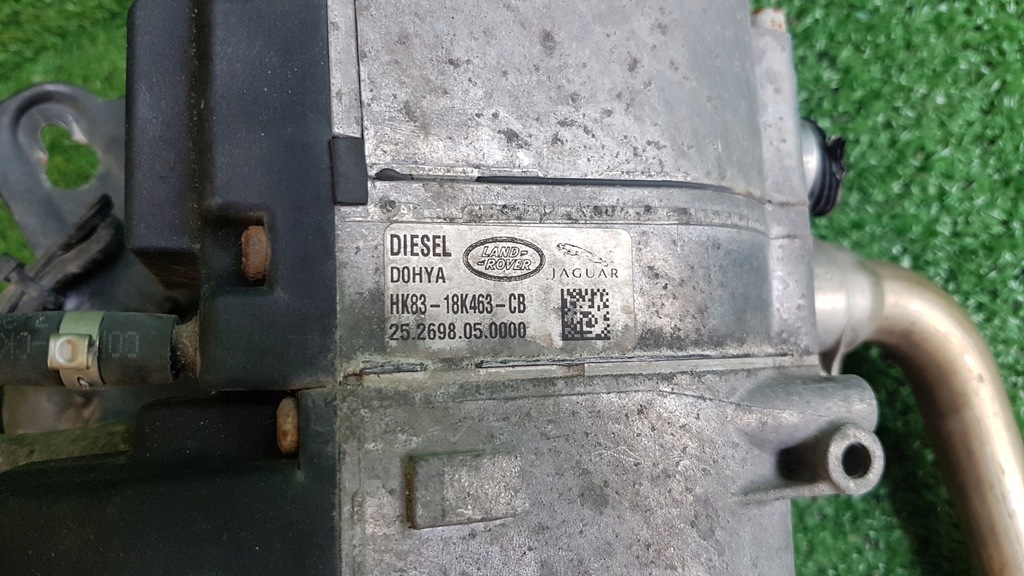 DIESEL
LAND-
-ROVER
JAGUAR
DOHYA
HK83-18K463-CB
25.2698.05.0000